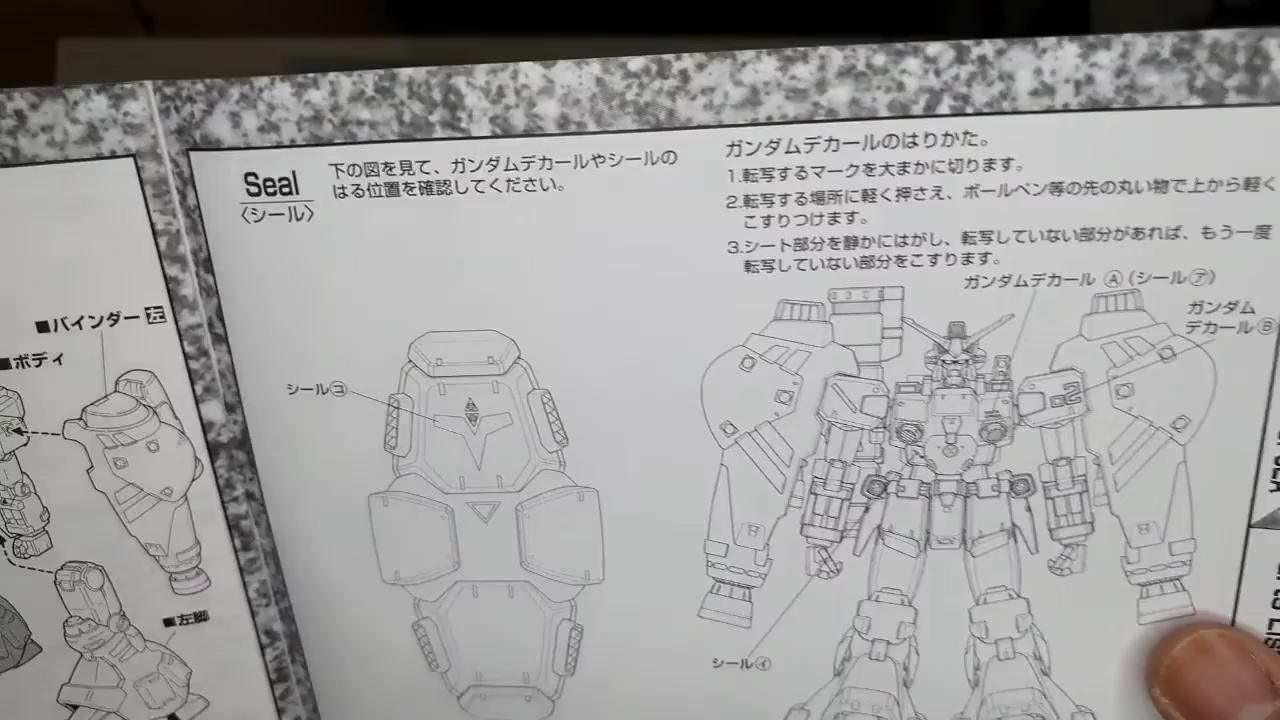 ■バインダー左
■ボディ
■左脚
Seal
〈シール〉
下の図を見て、ガンダムデカールやシールの
はる位置を確認してください。
シール㋙
ガンダムデカールのはりかた。
1.転写するマークを大まかに切ります。
2.転写する場所に軽く押さえ、ボールペン等の先の丸い物で上から軽く
こすりつけます。
3.シート部分を静かにはがし、転写していない部分があれば、もう一度
転写していない部分をこすります。
ガンダムデカール Ⓐ (シール㋐)
ガンダム
デカールⒷ
2
シール㋑